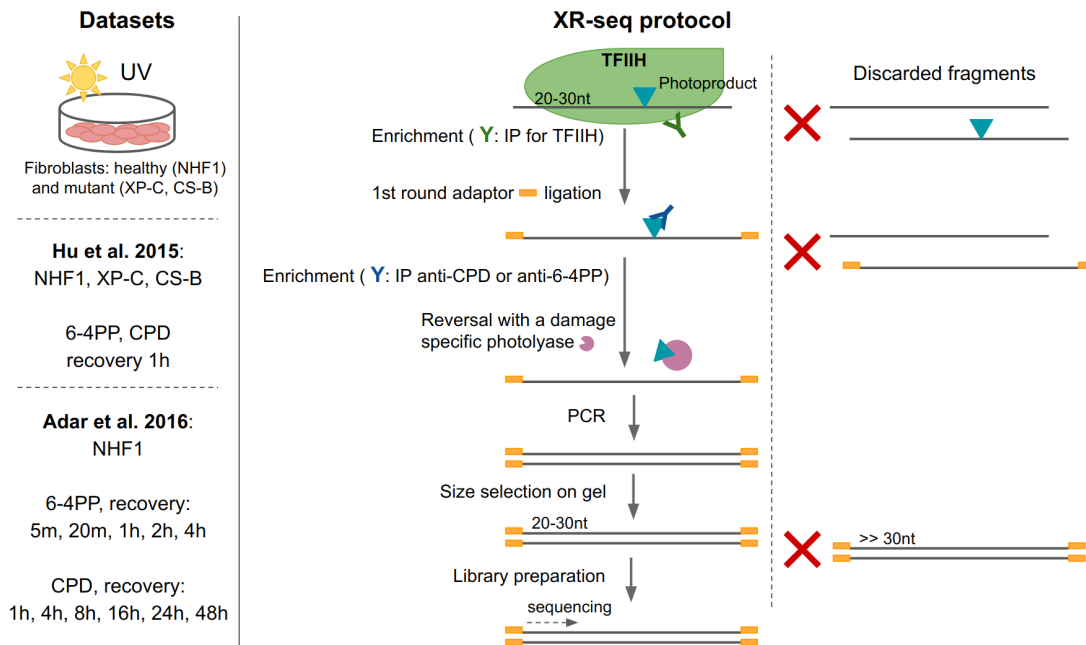 Datasets
UV
Fibroblasts: healthy (NHF1)
and mutant (XP-C, CS-B)
Hu et al. 2015:
NHF1, XP-C, CS-B
6-4PP, CPD
recovery 1h
Adar et al. 2016:
NHF1
6-4PP, recovery:
5m, 20m, 1h, 2h, 4h
CPD, recovery:
1h, 4h, 8h, 16h, 24h, 48h
XR-seq protocol
TFIIH
Photoproduct
20-30nt
Enrichment ( Y: IP for TFIIH)
1st round adaptor ligation
Enrichment ( Y: IP anti-CPD or anti-6-4PP)
Reversal with a damage
specific photolyase
PCR
Size selection on gel
20-30nt
Library preparation
sequencing
Discarded fragments
>> 30nt